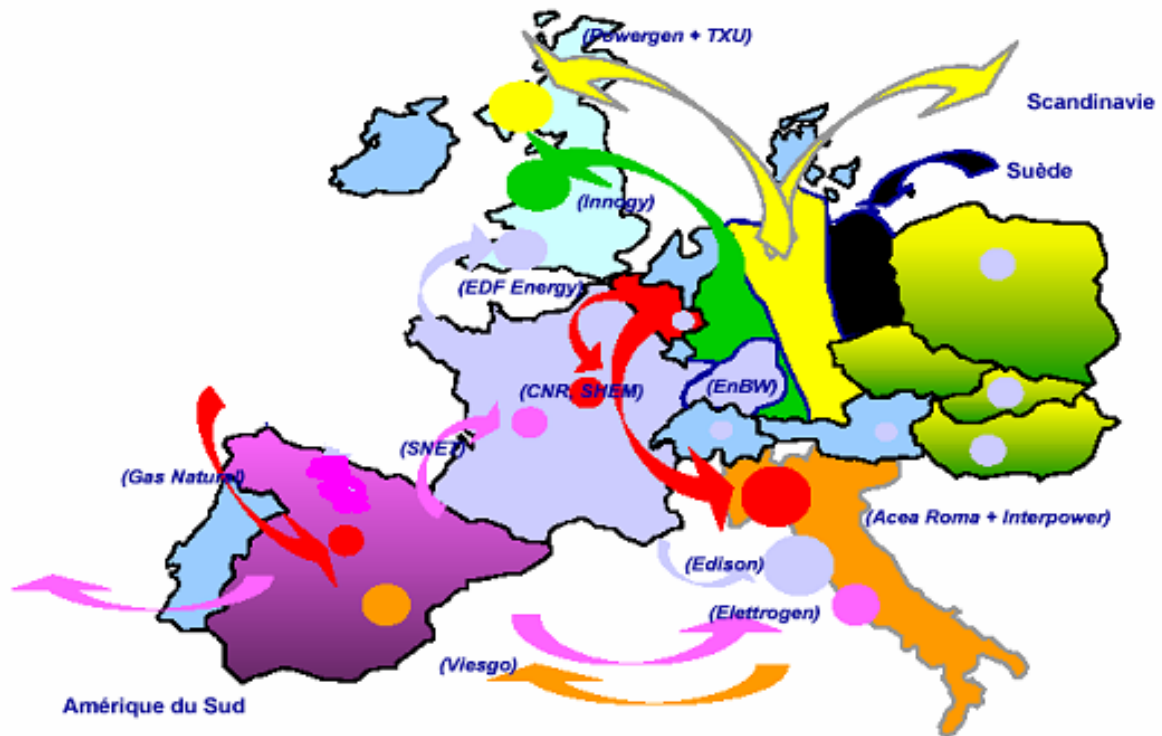 (Powergen + TXU)
Scandinavie
Suède
(Innogy)
(EDF Energy)
(CNR, SHEM)
(EnBW)
(SNET)
(Gas Natural)
(Acea Roma + Interpower)
(Edison)
(Elettrogen)
(Viesgo)
Amérique du Sud